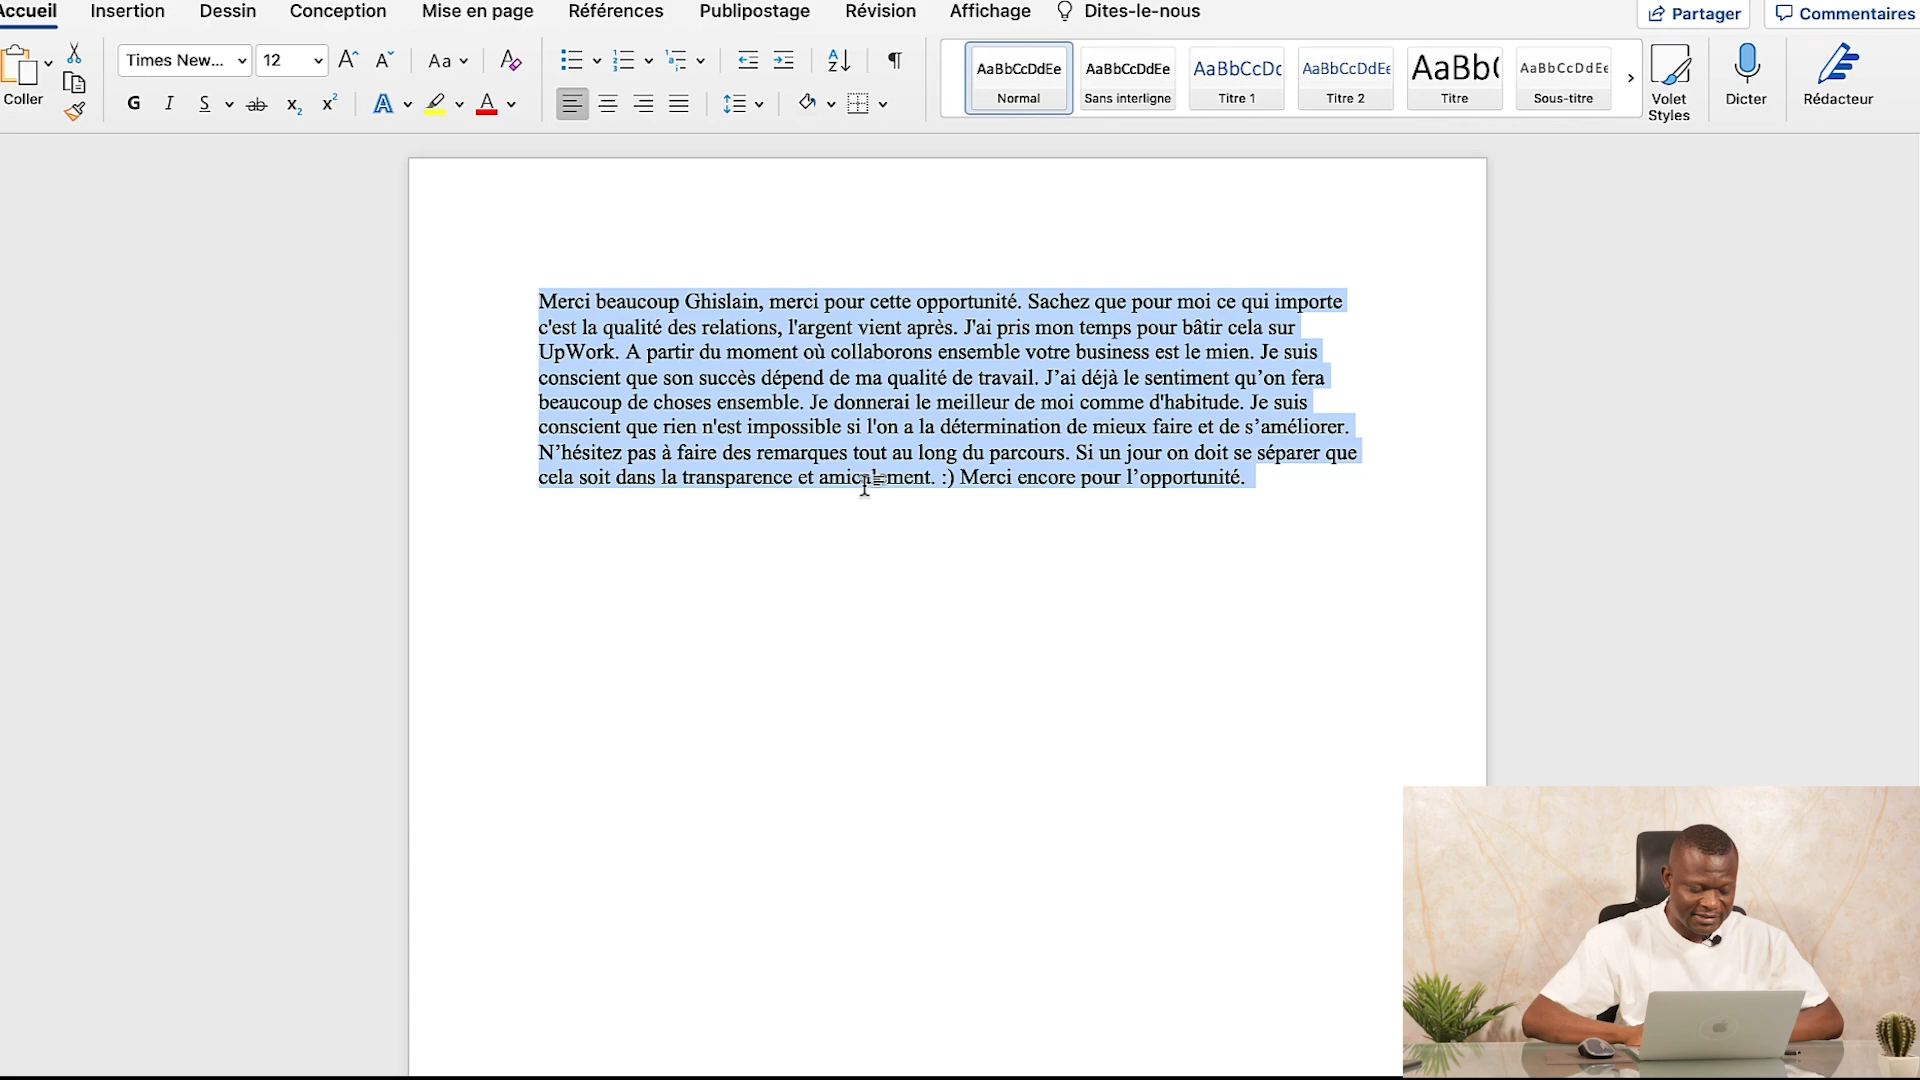 Accueil Insertion Dessin Conception Mise en page Références Publipostage Révision Affichage Dites-le-nous Partager Commentaires
Times New... 12 Aa
AaBbCcDdEe AaBbCcDdEe AaBbCcDc AaBbCcDdEe AaBb( AaBbCcDdEe
Coller Normal Sans interligne Titre 1 Titre 2 Titre Sous-titre Volet Styles Dicter Rédacteur
G I S ab x₂ x² A A
Merci beaucoup Ghislain, merci pour cette opportunité. Sachez que pour moi ce qui importe
c'est la qualité des relations, l'argent vient après. J'ai pris mon temps pour bâtir cela sur
UpWork. A partir du moment où collaborons ensemble votre business est le mien. Je suis
conscient que son succès dépend de ma qualité de travail. J’ai déjà le sentiment qu’on fera
beaucoup de choses ensemble. Je donnerai le meilleur de moi comme d'habitude. Je suis
conscient que rien n'est impossible si l'on a la détermination de mieux faire et de s’améliorer.
N’hésitez pas à faire des remarques tout au long du parcours. Si un jour on doit se séparer que
cela soit dans la transparence et amicalement. :) Merci encore pour l’opportunité.